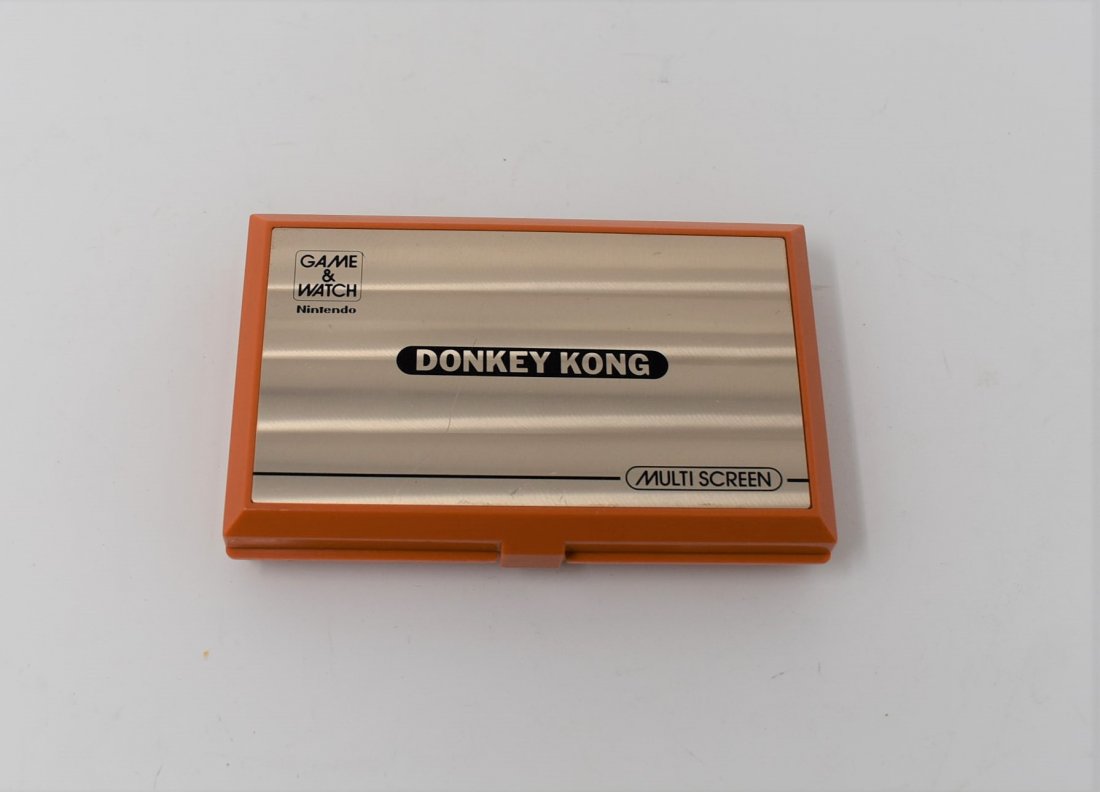 GAME
&
WATCH
Nintendo
DONKEY KONG
MULTI SCREEN